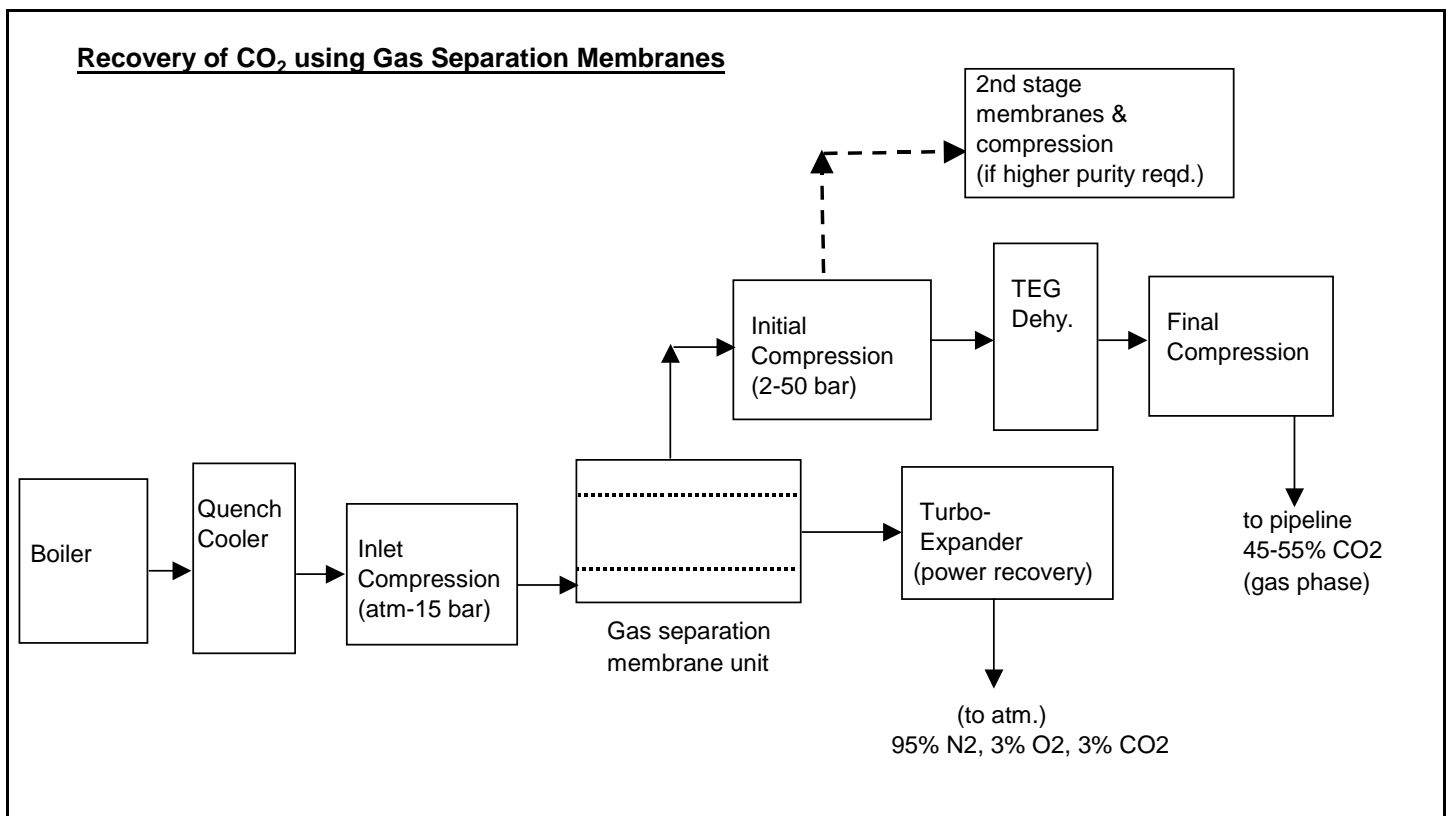 Recovery of CO₂ using Gas Separation Membranes
2nd stage
membranes &
compression
(if higher purity reqd.)
Initial
Compression
(2-50 bar)
TEG
Dehy.
Final
Compression
Boiler
Quench
Cooler
Inlet
Compression
(atm-15 bar)
Gas separation
membrane unit
Turbo-
Expander
(power recovery)
to pipeline
45-55% CO2
(gas phase)
(to atm.)
95% N2, 3% O2, 3% CO2